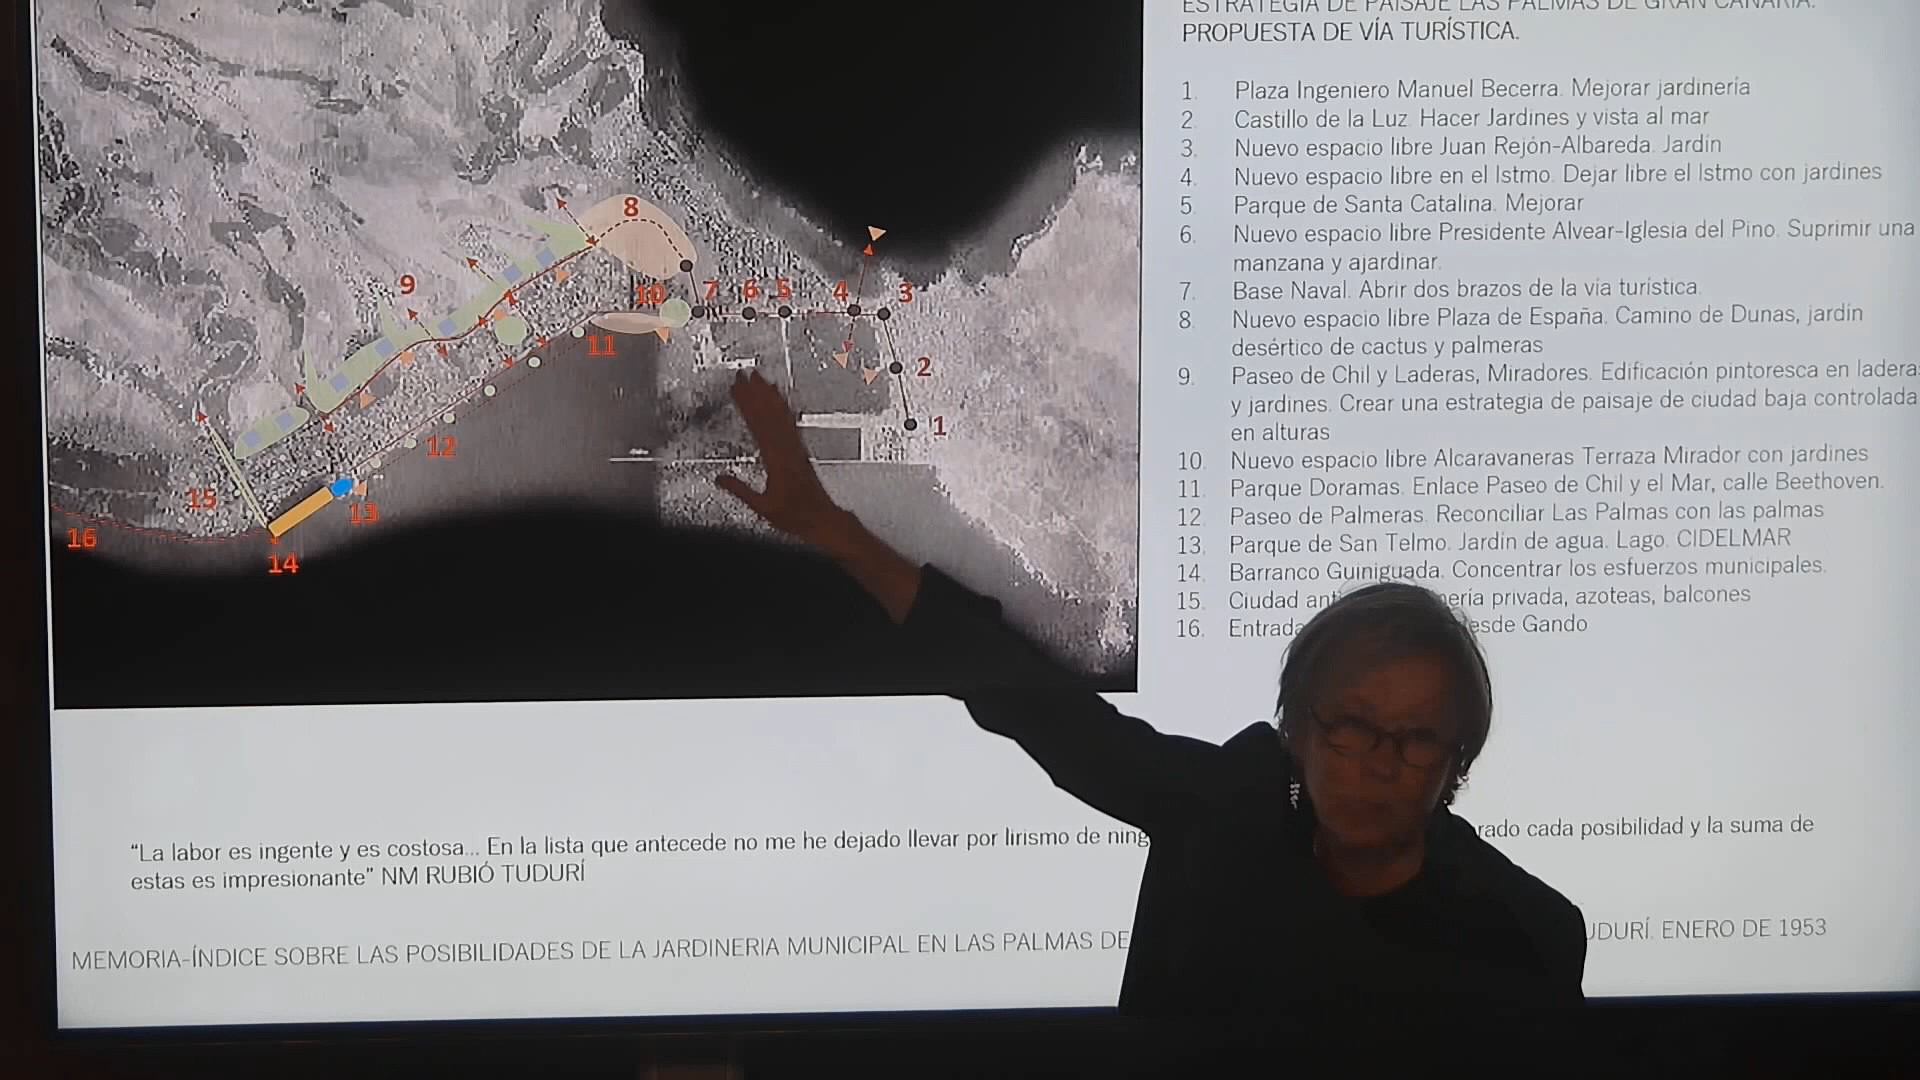 ESTRATEGIA DE PAISAJE LAS PALMAS DE GRAN CANARIA.
PROPUESTA DE VÍA TURÍSTICA.
1. Plaza Ingeniero Manuel Becerra. Mejorar jardinería
2. Castillo de la Luz. Hacer Jardines y vista al mar
3. Nuevo espacio libre Juan Rejón-Albareda. Jardín
4. Nuevo espacio libre en el Istmo. Dejar libre el Istmo con jardines
5. Parque de Santa Catalina. Mejorar
6. Nuevo espacio libre Presidente Alvear-Iglesia del Pino. Suprimir una
manzana y ajardinar.
7. Base Naval. Abrir dos brazos de la vía turística.
8. Nuevo espacio libre Plaza de España. Camino de Dunas, jardín
desértico de cactus y palmeras
9. Paseo de Chil y Laderas, Miradores. Edificación pintoresca en ladera
y jardines. Crear una estrategia de paisaje de ciudad baja controlada
en alturas
10. Nuevo espacio libre Alcaravaneras Terraza Mirador con jardines
11. Parque Doramas. Enlace Paseo de Chil y el Mar, calle Beethoven.
12. Paseo de Palmeras. Reconciliar Las Palmas con las palmas
13. Parque de San Telmo. Jardín de agua. Lago. CIDELMAR
14. Barranco Guiniguada. Concentrar los esfuerzos municipales.
15. Ciudad privada, azoteas, balcones
16. Gando
8
9
10 7 6 5 4 3
11
2
12
1
15
13
16
14
“La labor es ingente y es costosa... En la lista que antecede no me he dejado llevar por lirismo de cada posibilidad y la suma de
estas es impresionante” NM RUBIÓ TUDURÍ
MEMORIA-ÍNDICE SOBRE LAS POSIBILIDADES DE LA JARDINERIA MUNICIPAL EN LAS PALMAS DE ENERO DE 1953